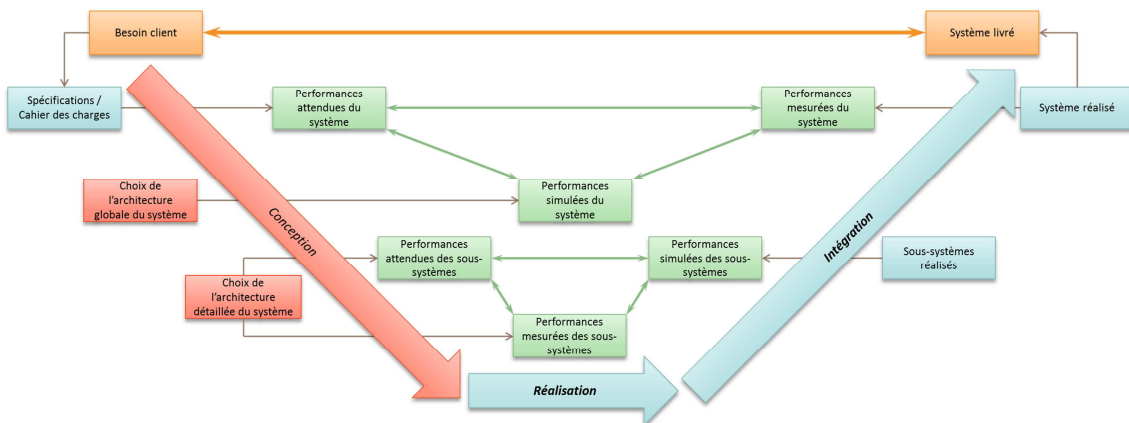 Besoin client
Système livré
Spécifications /
Cahier des charges
Performances
attendues du
système
Performances
mesurées du
système
Système réalisé
Choix de
l'architecture
globale du système
Performances
simulées du
système
Conception
Intégration
Performances
attendues des sous-
systèmes
Performances
simulées des sous-
systèmes
Sous-systèmes
réalisés
Choix de
l'architecture
détaillée du système
Performances
mesurées des sous-
systèmes
Réalisation